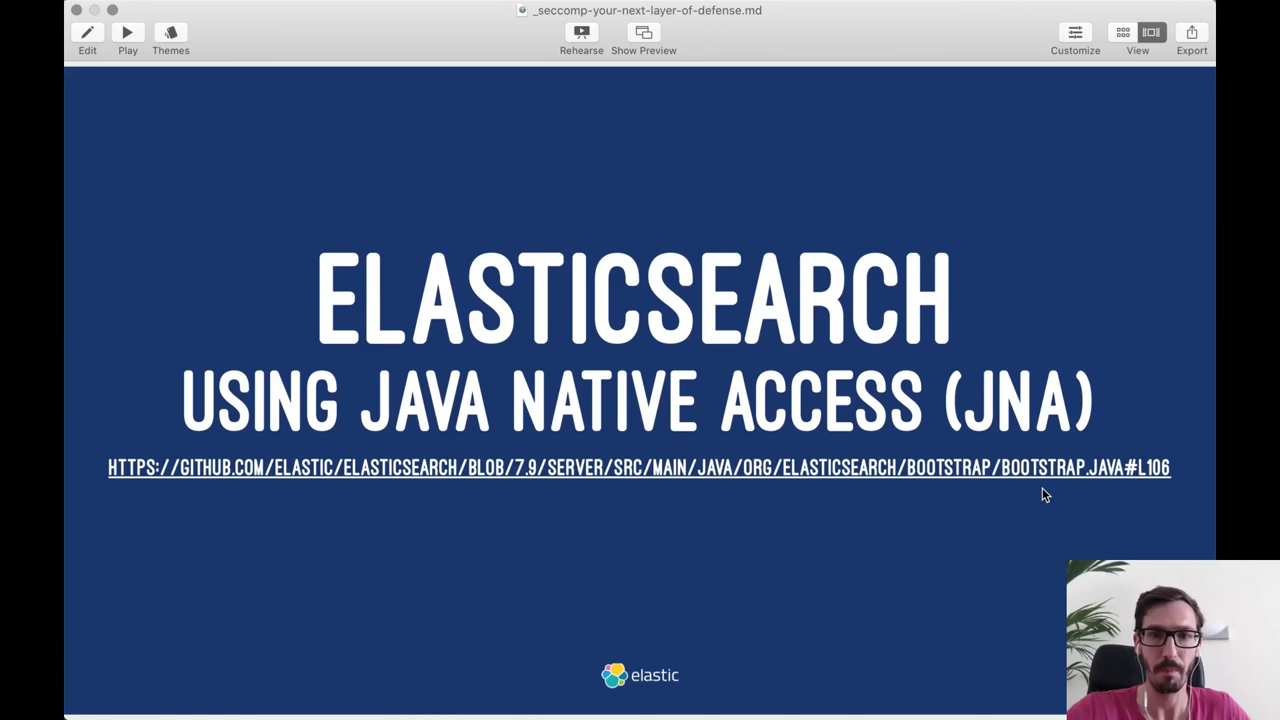 _seccomp-your-next-layer-of-defense.md
Edit
Play
Themes
Rehearse
Show Preview
Customize
View
Export
ELASTICSEARCH
USING JAVA NATIVE ACCESS (JNA)
HTTPS://GITHUB.COM/ELASTIC/ELASTICSEARCH/BLOB/7.9/SERVER/SRC/MAIN/JAVA/ORG/ELASTICSEARCH/BOOTSTRAP/BOOTSTRAP.JAVA#L106
elastic